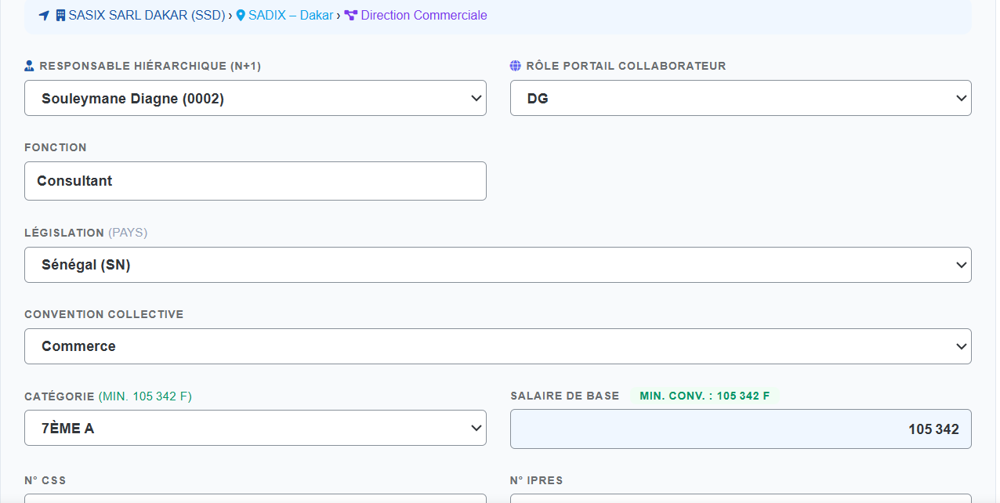 SASIX SARL DAKAR (SSD) › SADIX – Dakar › Direction Commerciale
RESPONSABLE HIÉRARCHIQUE (N+1)
RÔLE PORTAIL COLLABORATEUR
Souleymane Diagne (0002)
DG
FONCTION
Consultant
LÉGISLATION (PAYS)
Sénégal (SN)
CONVENTION COLLECTIVE
Commerce
CATÉGORIE (MIN. 105 342 F)
SALAIRE DE BASE MIN. CONV. : 105 342 F
7ÈME A
105 342
N° CSS
N° IPRES